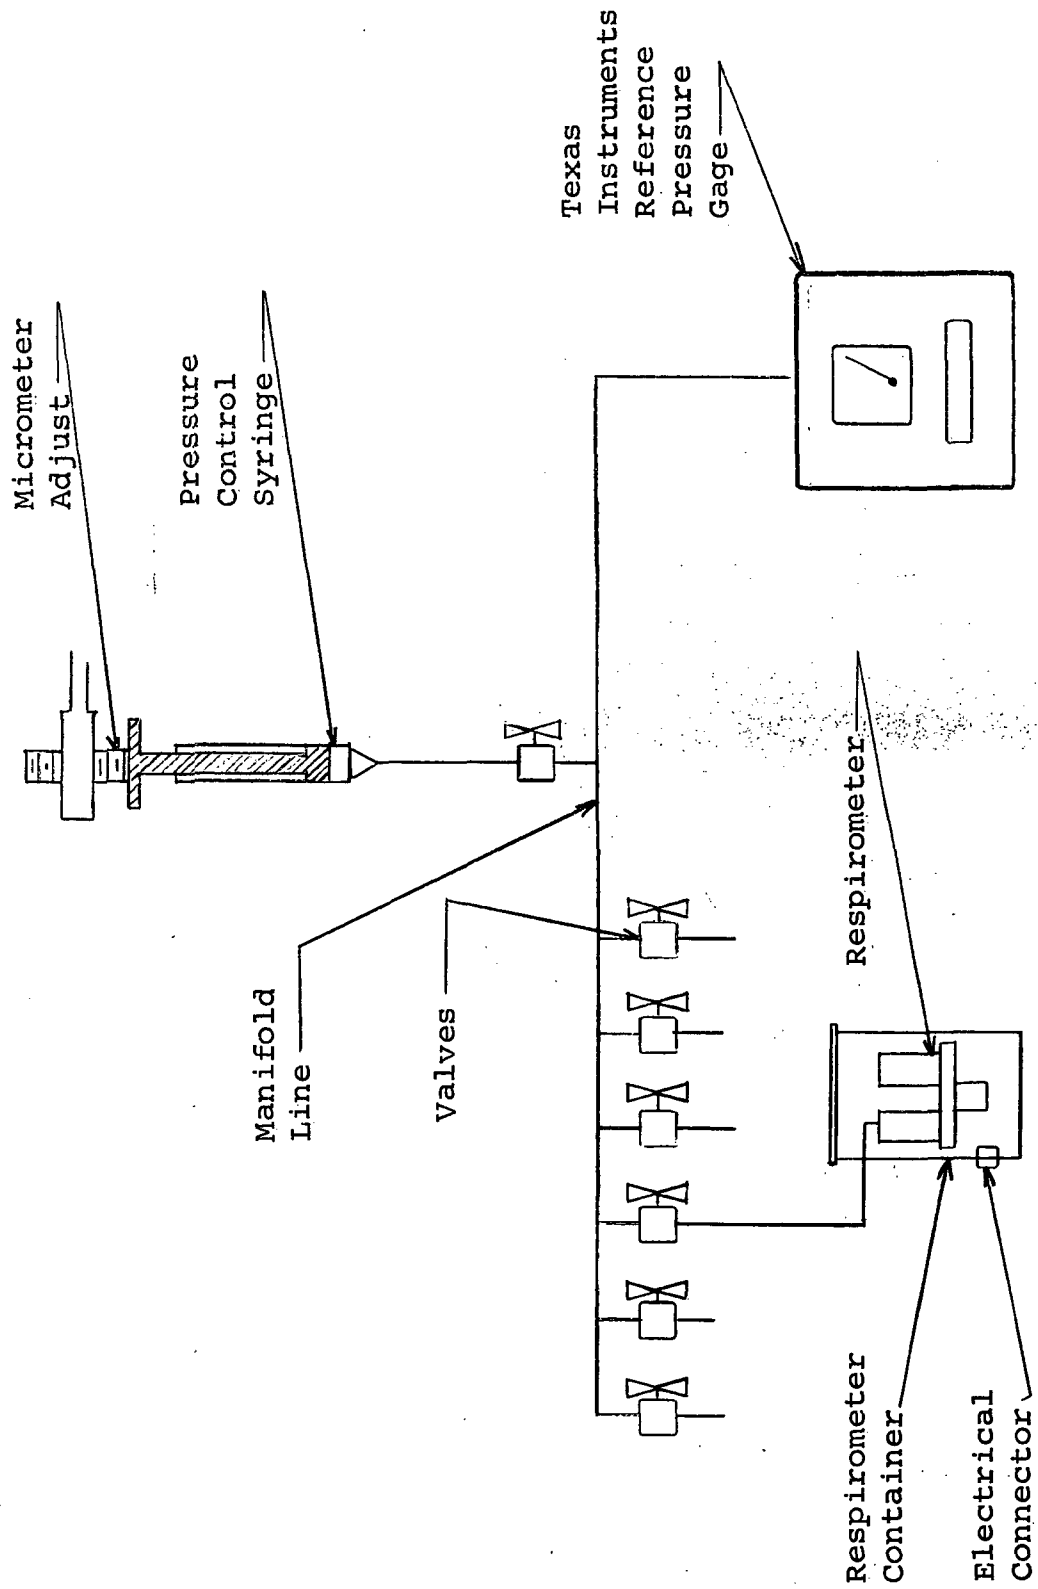 Micrometer
Adjust
Pressure
Control
Syringe
Texas
Instruments
Reference
Pressure
Gage
Manifold
Line
Valves
Respirometer
Respirometer
Container
Electrical
Connector